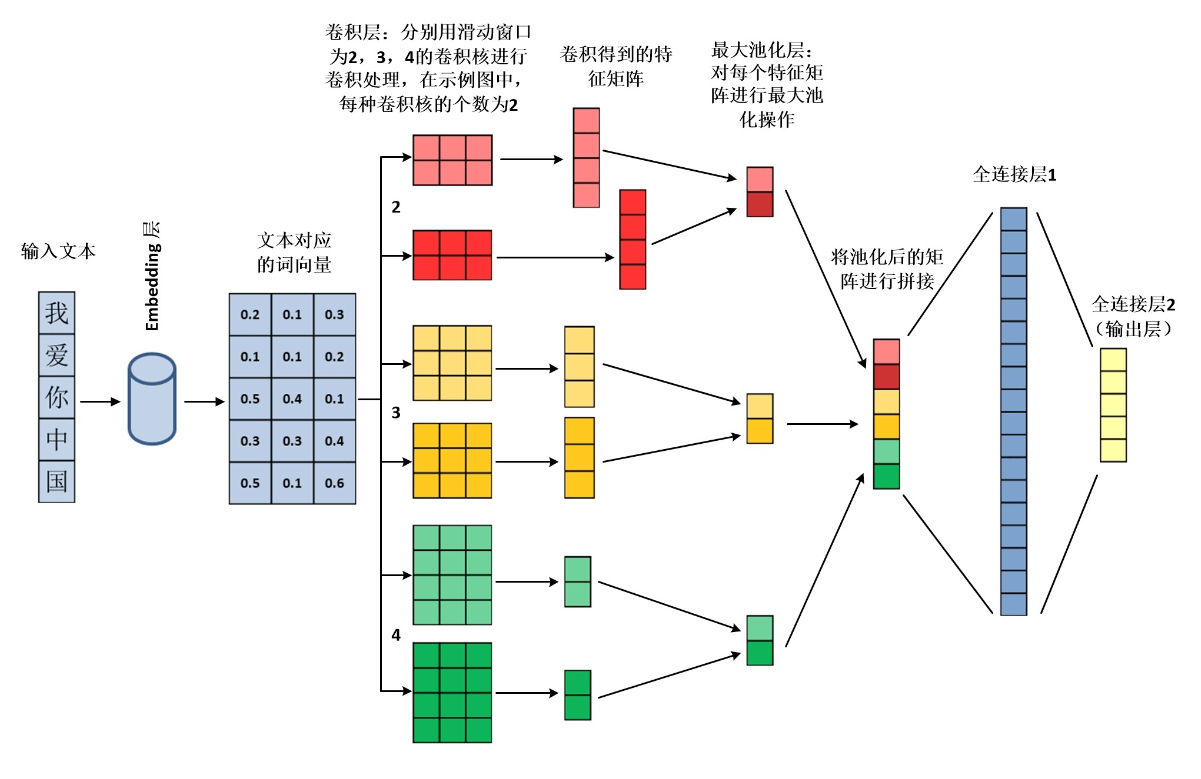 卷积层：分别用滑动窗口
为2，3，4的卷积核进行
卷积处理，在示例图中，
每种卷积核的个数为2
卷积得到的特
征矩阵
最大池化层：
对每个特征矩
阵进行最大池
化操作
全连接层1
2
输入文本
Embedding 层
文本对应
的词向量
将池化后的矩
阵进行拼接
全连接层2
（输出层）
我
爱
你
中
国
0.2 0.1 0.3
0.1 0.1 0.2
0.5 0.4 0.1
0.3 0.3 0.4
0.5 0.1 0.6
3
4